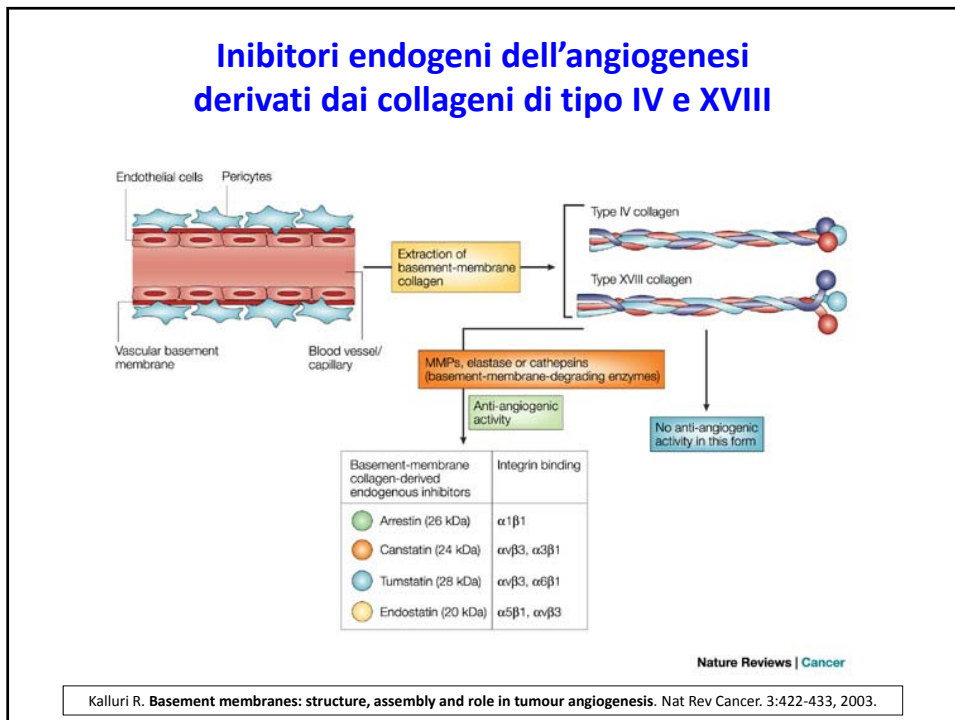 Inibitori endogeni dell'angiogenesi
derivati dai collageni di tipo IV e XVIII
Endothelial cells
Pericytes
Vascular basement
membrane
Blood vessel/
capillary
Extraction of
basement-membrane
collagen
Type IV collagen
Type XVIII collagen
MMPs, elastase or cathepsins
(basement-membrane-degrading enzymes)
Anti-angiogenic
activity
No anti-angiogenic
activity in this form
Basement-membrane
collagen-derived
endogenous inhibitors
Integrin binding
Arrestin (26 kDa) α1β1
Canstatin (24 kDa) αvβ3, α3β1
Tumstatin (28 kDa) αvβ3, α6β1
Endostatin (20 kDa) α5β1, αvβ3
Nature Reviews | Cancer
Kalluri R. Basement membranes: structure, assembly and role in tumour angiogenesis. Nat Rev Cancer. 3:422-433, 2003.